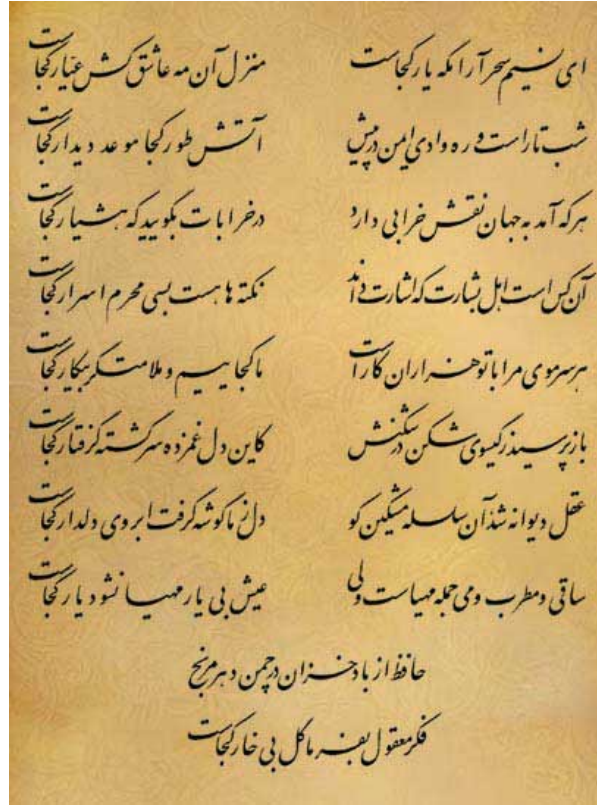 ای نسیم سحر آرامگه یار کجاست منزل آن مه عاشق کش عیار کجاست
شب تار است و ره وادی ایمن در پیش آتش طور کجا موعد دیدار کجاست
هر که آمد به جهان نقش خرابی دارد در خرابات بگویید که هشیار کجاست
آن کس است اهل بشارت که اشارت داند نکته ها هست بسی محرم اسرار کجاست
هر سر موی مرا با تو هزاران کار است ما کجاییم و ملامت گر بیکار کجاست
باز پرسید ز گیسوی شکن در شکنش کاین دل غمزده سرگشته گرفتار کجاست
عقل دیوانه شد آن سلسله مشکین کو دل ز ما گوشه گرفت ابروی دلدار کجاست
ساقی و مطرب و می جمله مهیاست ولی عیش بی یار مهیا نشود یار کجاست
حافظ از باد خزان در چمن دهر مرنج
فکر معقول بفرما گل بی خار کجاست